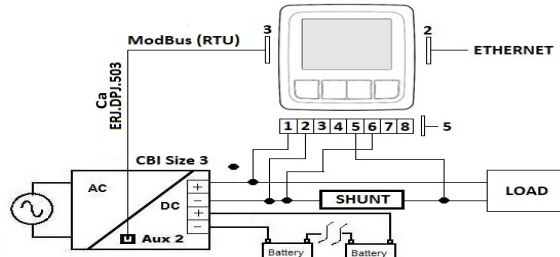 3
2
ModBus (RTU)
ETHERNET
Ca
ERJ.DPJ.503
1 2 3 4 5 6 7 8
5
CBI Size 3
AC
+
DC
−
SHUNT
LOAD
+
−
Aux 2
Battery
Battery